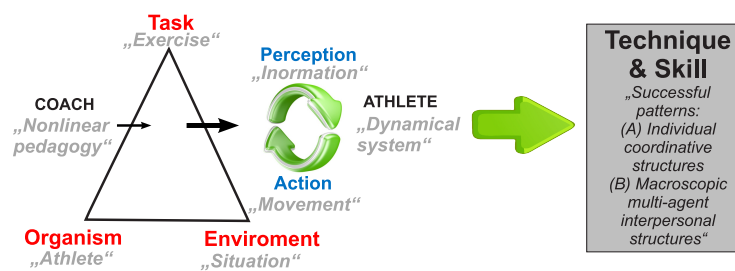 Task
„Exercise“
COACH
„Nonlinear
pedagogy“
Organism
„Athlete“
Enviroment
„Situation“
Perception
„Inormation“
ATHLETE
„Dynamical
system“
Action
„Movement“
Technique
& Skill
„Successful
patterns:
(A) Individual
coordinative
structures
(B) Macroscopic
multi-agent
interpersonal
structures“